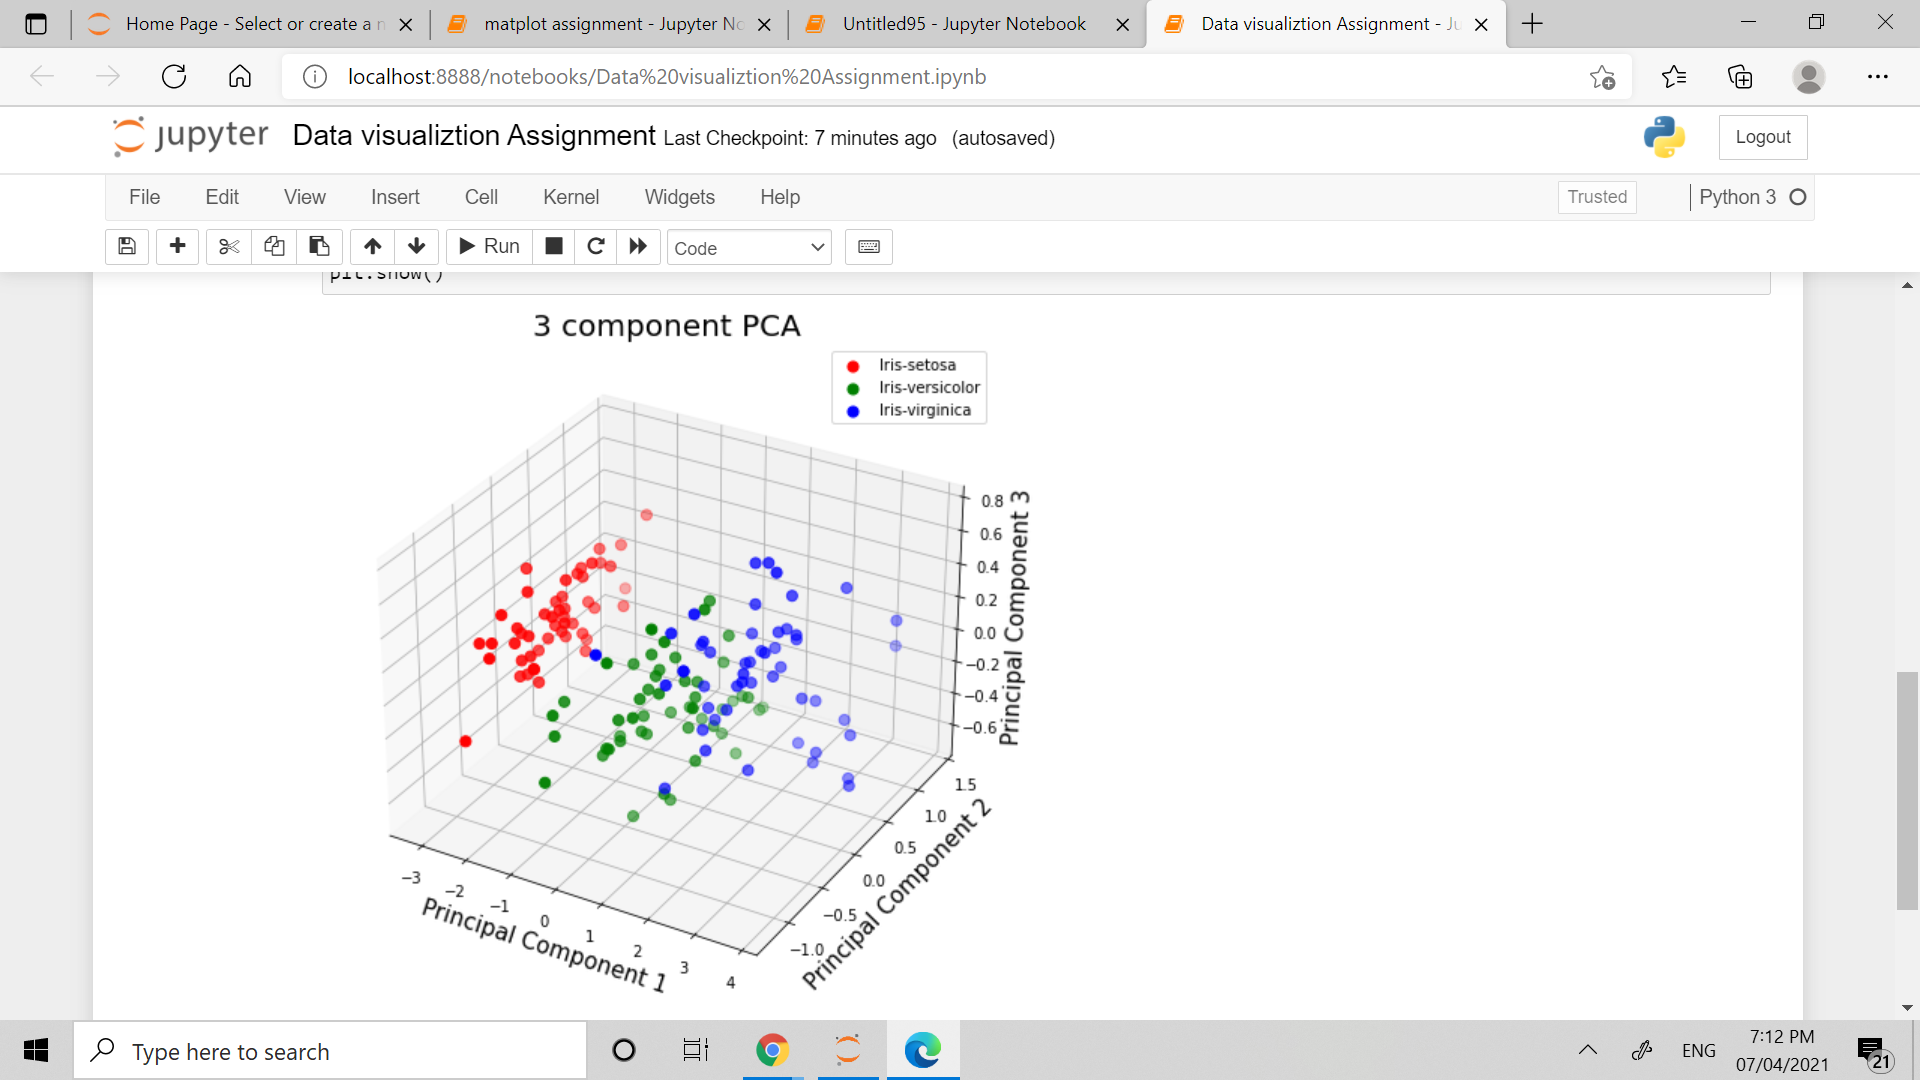 Home Page - Select or create a n
matplot assignment - Jupyter No
Untitled95 - Jupyter Notebook
Data visualiztion Assignment - Ju
localhost:8888/notebooks/Data%20visualiztion%20Assignment.ipynb
jupyter Data visualiztion Assignment Last Checkpoint: 7 minutes ago (autosaved)
Logout
File Edit View Insert Cell Kernel Widgets Help
Trusted
Python 3
Run
Code
plt.show()
3 component PCA
Iris-setosa
Iris-versicolor
Iris-virginica
0.8
0.6
0.4
0.2
0.0
−0.2
−0.4
−0.6
Principal Component 3
1.5
1.0
0.5
0.0
−0.5
−1.0
Principal Component 2
−3
−2
−1
0
1
2
3
4
Principal Component 1
Type here to search
ENG
7:12 PM
07/04/2021
21